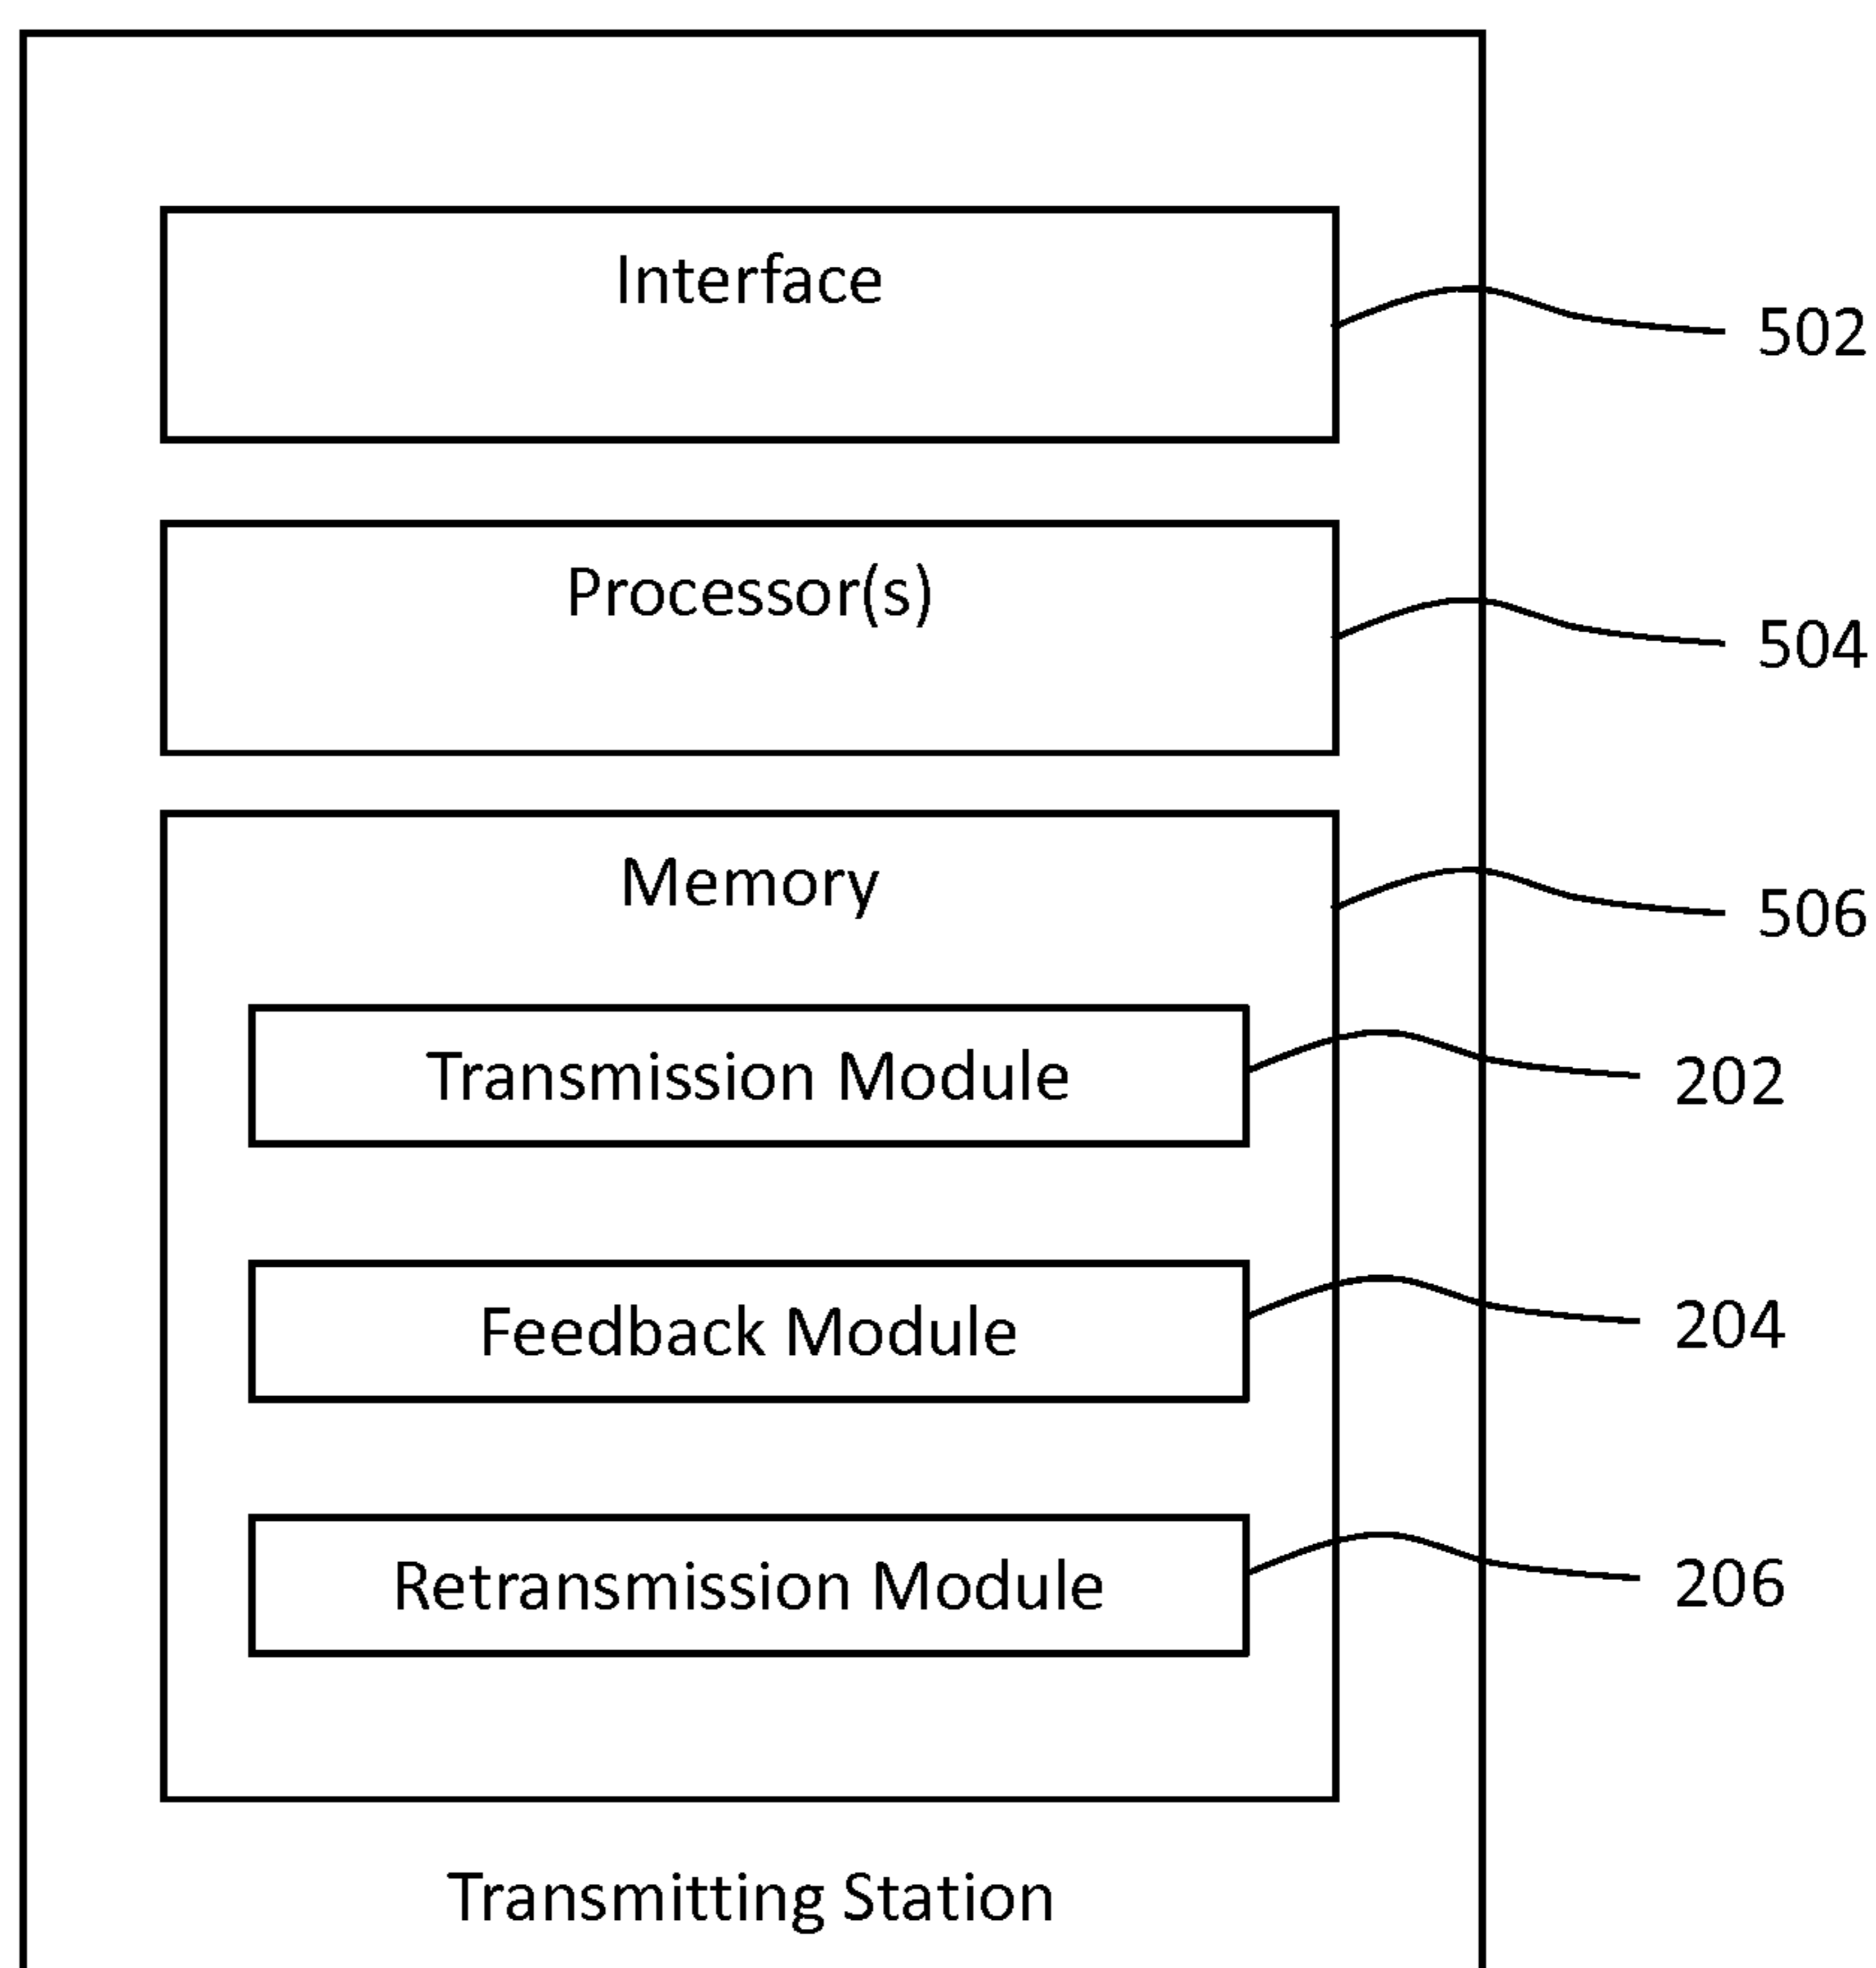 Interface
502
Processor(s)
504
Memory
506
Transmission Module
202
Feedback Module
204
Retransmission Module
206
Transmitting Station